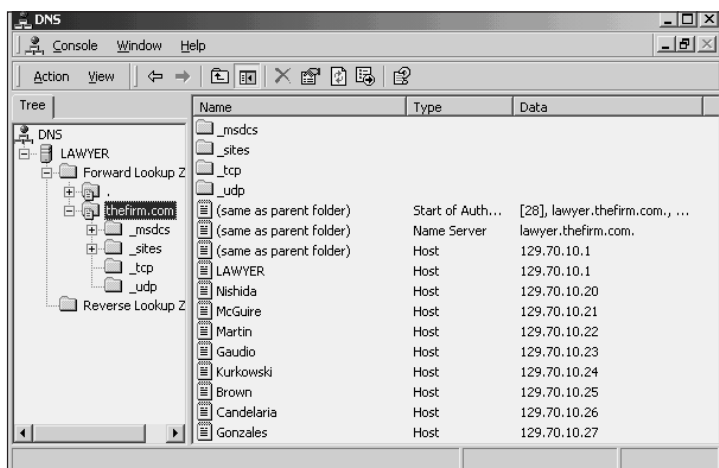 DNS
Console Window Help
Action View
Tree
Name Type Data
DNS
LAWYER
Forward Lookup Z
.
thefirm.com
_msdcs
_sites
_tcp
_udp
Reverse Lookup Z
_msdcs
_sites
_tcp
_udp
(same as parent folder) Start of Auth... [28], lawyer.thefirm.com., ...
(same as parent folder) Name Server lawyer.thefirm.com.
(same as parent folder) Host 129.70.10.1
LAWYER Host 129.70.10.1
Nishida Host 129.70.10.20
McGuire Host 129.70.10.21
Martin Host 129.70.10.22
Gaudio Host 129.70.10.23
Kurkowski Host 129.70.10.24
Brown Host 129.70.10.25
Candelaria Host 129.70.10.26
Gonzales Host 129.70.10.27